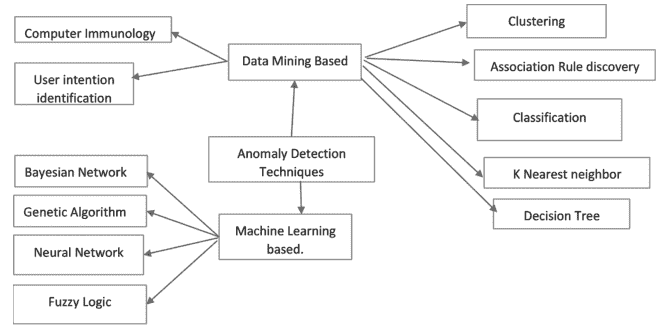 Computer Immunology
User intention
identification
Data Mining Based
Clustering
Association Rule discovery
Classification
K Nearest neighbor
Decision Tree
Anomaly Detection
Techniques
Machine Learning
based.
Bayesian Network
Genetic Algorithm
Neural Network
Fuzzy Logic